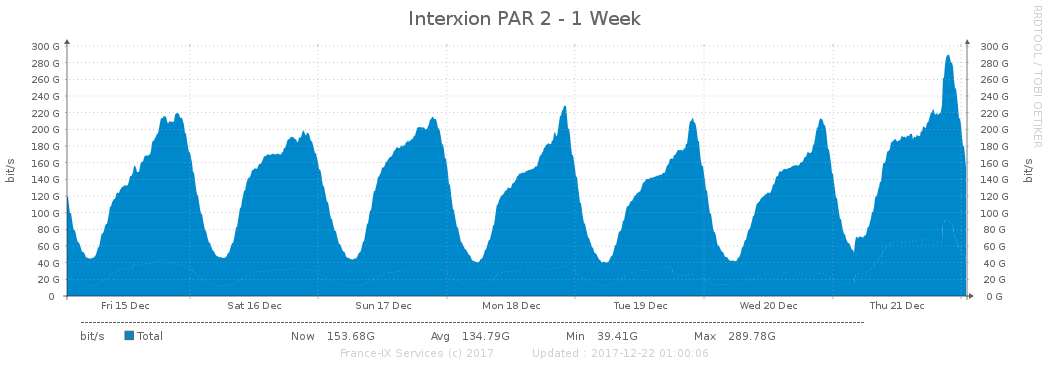 Interxion PAR 2 - 1 Week
RRDTOOL / TOBI OETIKER
bit/s
300 G
280 G
260 G
240 G
220 G
200 G
180 G
160 G
140 G
120 G
100 G
80 G
60 G
40 G
20 G
0
300 G
280 G
260 G
240 G
220 G
200 G
180 G
160 G
140 G
120 G
100 G
80 G
60 G
40 G
20 G
0 G
bit/s
Fri 15 Dec Sat 16 Dec Sun 17 Dec Mon 18 Dec Tue 19 Dec Wed 20 Dec Thu 21 Dec
bit/s Total Now 153.68G Avg 134.79G Min 39.41G Max 289.78G
France-IX Services (c) 2017 Updated : 2017-12-22 01:00:06